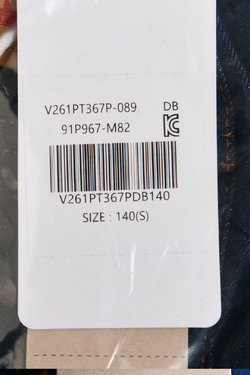 V261PT367P-089 DB
91P967-M82
V261PT367PDB140
SIZE : 140(S)